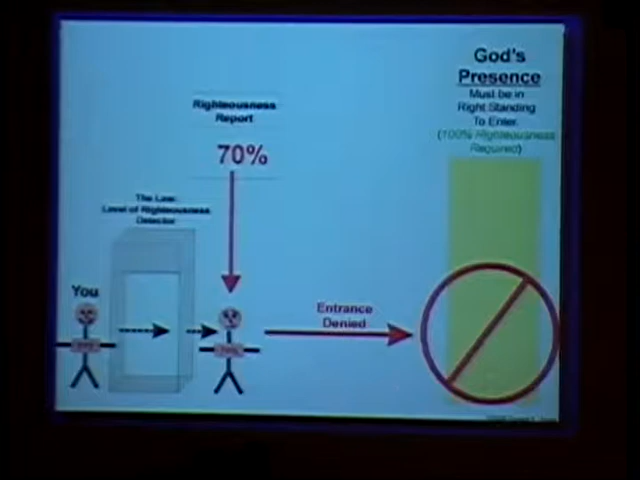 God's
Presence
Must be in
Right Standing
To Enter.
(100% Righteousness
Required)
Righteousness
Report
70%
The Law:
Level of Righteousness
Detector
You
Entrance
Denied